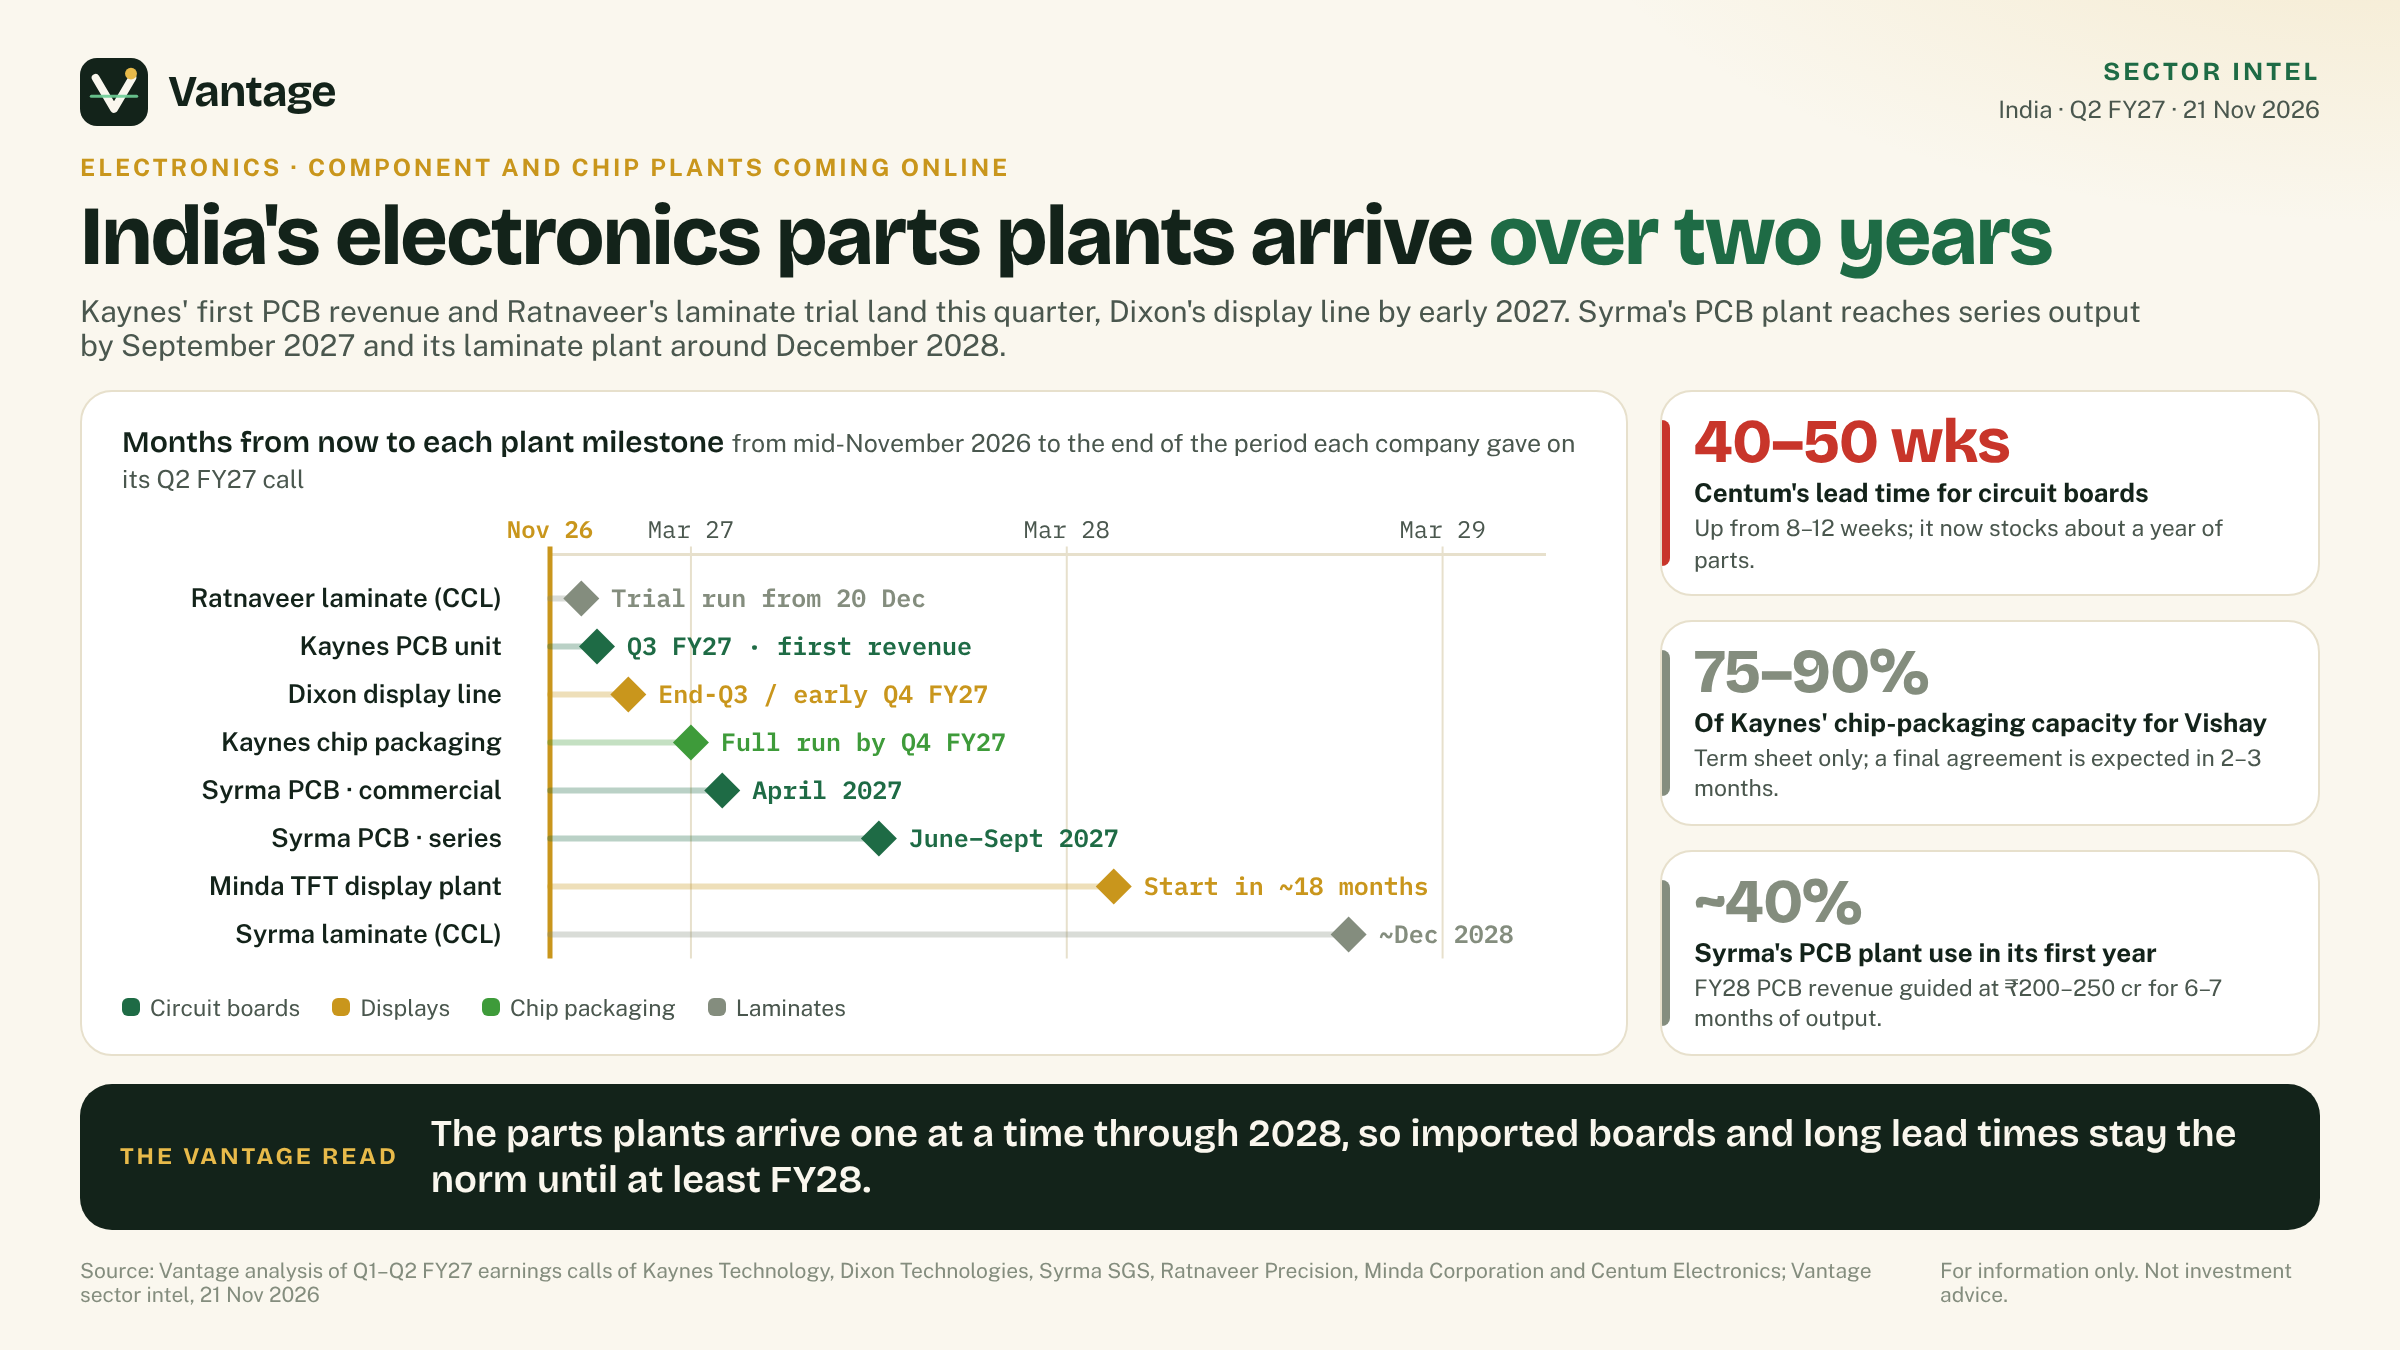 Vantage
SECTOR INTEL
India · Q2 FY27 · 21 Nov 2026
ELECTRONICS · COMPONENT AND CHIP PLANTS COMING ONLINE
India's electronics parts plants arrive over two years
Kaynes' first PCB revenue and Ratnaveer's laminate trial land this quarter, Dixon's display line by early 2027. Syrma's PCB plant reaches series output
by September 2027 and its laminate plant around December 2028.
Months from now to each plant milestone from mid-November 2026 to the end of the period each company gave on
its Q2 FY27 call
Nov 26 Mar 27 Mar 28 Mar 29
Ratnaveer laminate (CCL) Trial run from 20 Dec
Kaynes PCB unit Q3 FY27 · first revenue
Dixon display line End-Q3 / early Q4 FY27
Kaynes chip packaging Full run by Q4 FY27
Syrma PCB · commercial April 2027
Syrma PCB · series June–Sept 2027
Minda TFT display plant Start in ~18 months
Syrma laminate (CCL) ~Dec 2028
Circuit boards Displays Chip packaging Laminates
40–50 wks
Centum's lead time for circuit boards
Up from 8–12 weeks; it now stocks about a year of
parts.
75–90%
Of Kaynes' chip-packaging capacity for Vishay
Term sheet only; a final agreement is expected in 2–3
months.
~40%
Syrma's PCB plant use in its first year
FY28 PCB revenue guided at ₹200–250 cr for 6–7
months of output.
THE VANTAGE READ
The parts plants arrive one at a time through 2028, so imported boards and long lead times stay the
norm until at least FY28.
Source: Vantage analysis of Q1–Q2 FY27 earnings calls of Kaynes Technology, Dixon Technologies, Syrma SGS, Ratnaveer Precision, Minda Corporation and Centum Electronics; Vantage
sector intel, 21 Nov 2026
For information only. Not investment
advice.